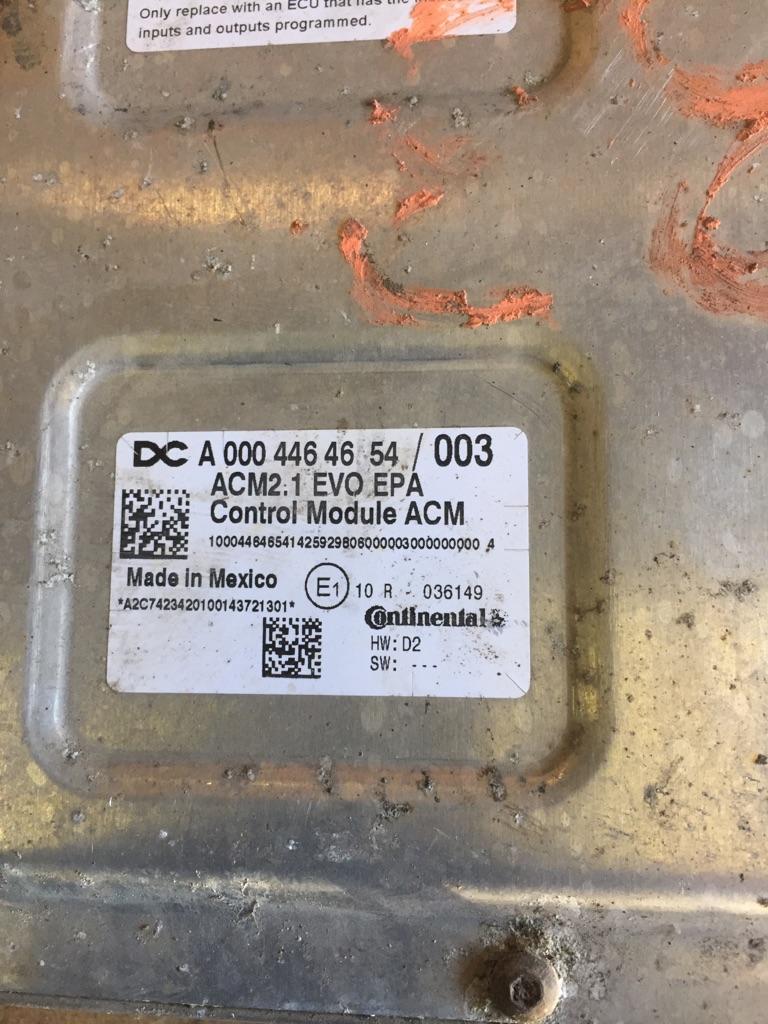 Only replace with an ECU that has the
inputs and outputs programmed.
DC A 000 446 46 54 / 003
ACM2.1 EVO EPA
Control Module ACM
100044646541425929806000003000000000 4
Made in Mexico E1 10 R - 036149
*A2C7423420100143721301*
Continental
HW: D2
SW: ---